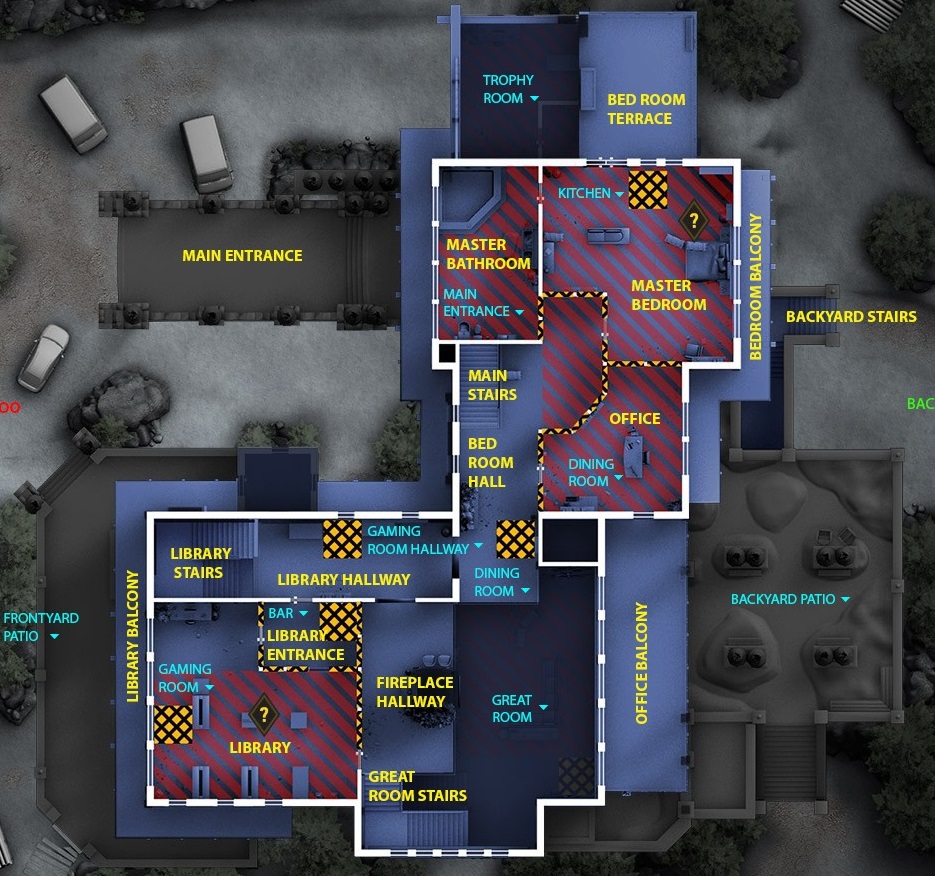 TROPHY
ROOM
BED ROOM
TERRACE
KITCHEN
?
MAIN ENTRANCE
MASTER
BATHROOM
MAIN
ENTRANCE
MASTER
BEDROOM
BEDROOM BALCONY
BACKYARD STAIRS
MAIN
STAIRS
OO
BAC
OFFICE
BED
ROOM
HALL
DINING
ROOM
GAMING
ROOM HALLWAY
LIBRARY
STAIRS
LIBRARY HALLWAY
DINING
ROOM
FRONTYARD
PATIO
LIBRARY BALCONY
BAR
LIBRARY
ENTRANCE
BACKYARD PATIO
OFFICE BALCONY
GAMING
ROOM
FIREPLACE
HALLWAY
GREAT
ROOM
?
LIBRARY
GREAT
ROOM STAIRS